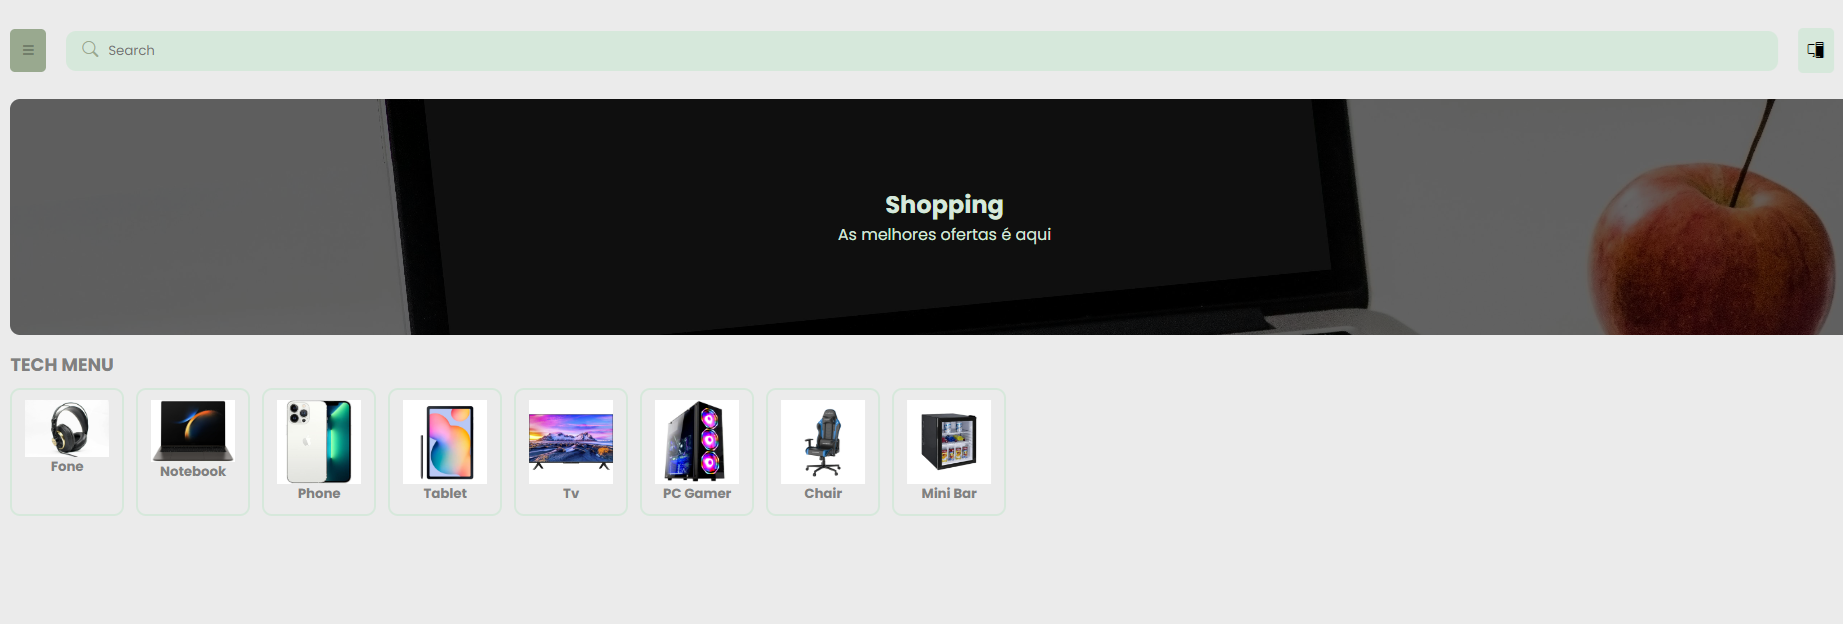 Search
Shopping
As melhores ofertas é aqui
TECH MENU
Fone
Notebook
Phone
Tablet
Tv
PC Gamer
Chair
Mini Bar